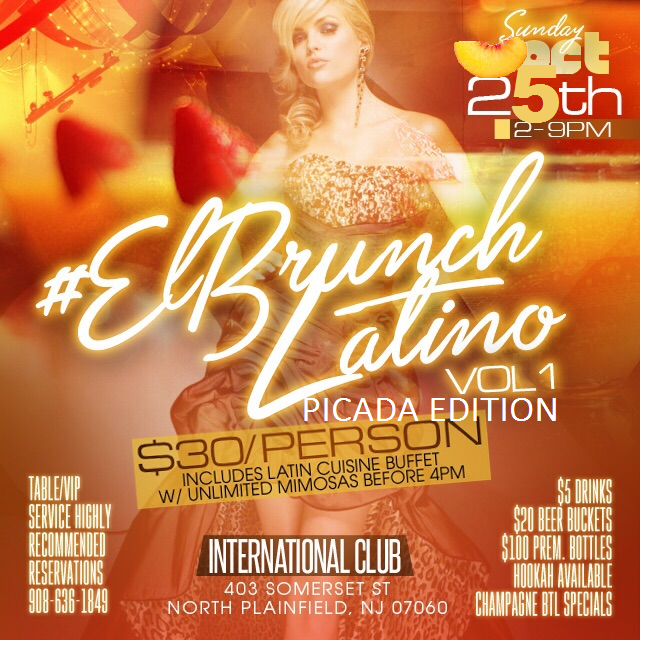 Sunday
Oct
25th
2-9PM
#ElBrunch
Latino
VOL 1
PICADA EDITION
$30/PERSON
INCLUDES LATIN CUISINE BUFFET
W/ UNLIMITED MIMOSAS BEFORE 4PM
TABLE/VIP
SERVICE HIGHLY
RECOMMENDED
RESERVATIONS
908-636-1849
INTERNATIONAL CLUB
403 SOMERSET ST
NORTH PLAINFIELD, NJ 07060
$5 DRINKS
$20 BEER BUCKETS
$100 PREM. BOTTLES
HOOKAH AVAILABLE
CHAMPAGNE BTL SPECIALS